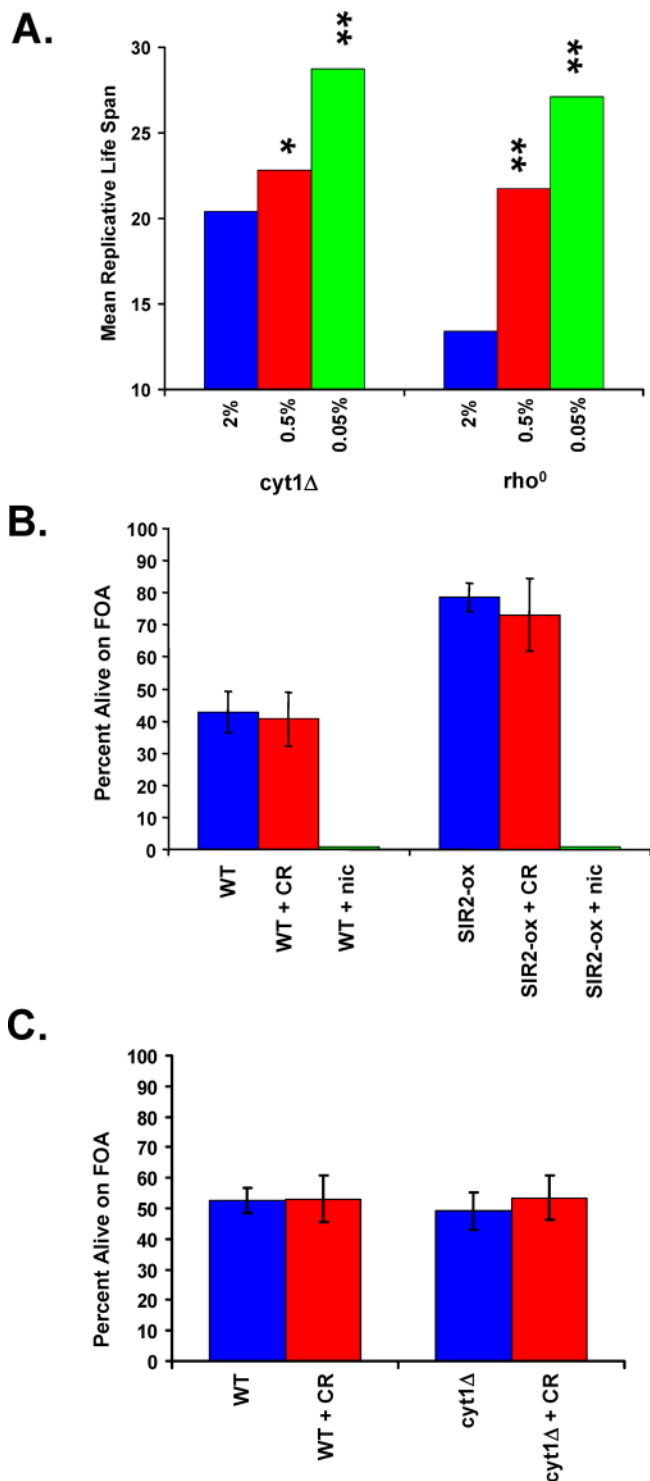 A.
Mean Replicative Life Span
30
25
20
15
10
*
**
**
**
2%
0.5%
0.05%
2%
0.5%
0.05%
cyt1Δ
rho⁰
B.
Percent Alive on FOA
100
90
80
70
60
50
40
30
20
10
0
WT
WT + CR
WT + nic
SIR2-ox
SIR2-ox + CR
SIR2-ox + nic
C.
Percent Alive on FOA
100
90
80
70
60
50
40
30
20
10
0
WT
WT + CR
cyt1Δ
cyt1Δ + CR